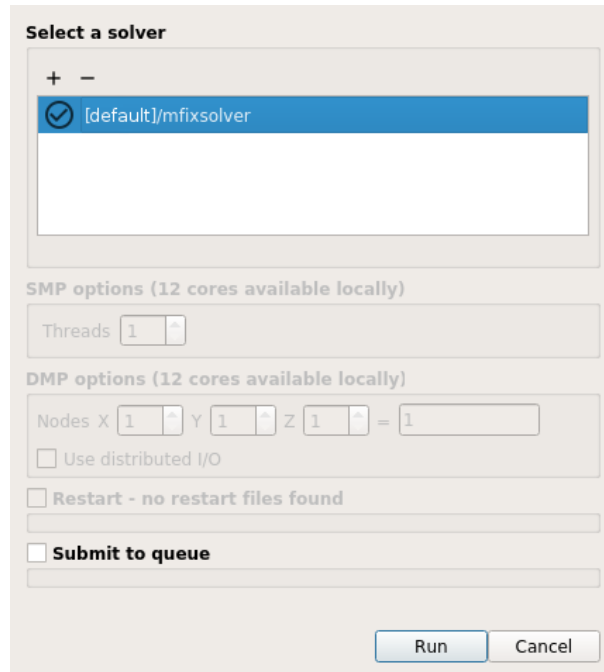 Select a solver
+ −
[default]/mfixsolver
SMP options (12 cores available locally)
Threads 1
DMP options (12 cores available locally)
Nodes X 1 Y 1 Z 1 = 1
Use distributed I/O
Restart - no restart files found
Submit to queue
Run Cancel